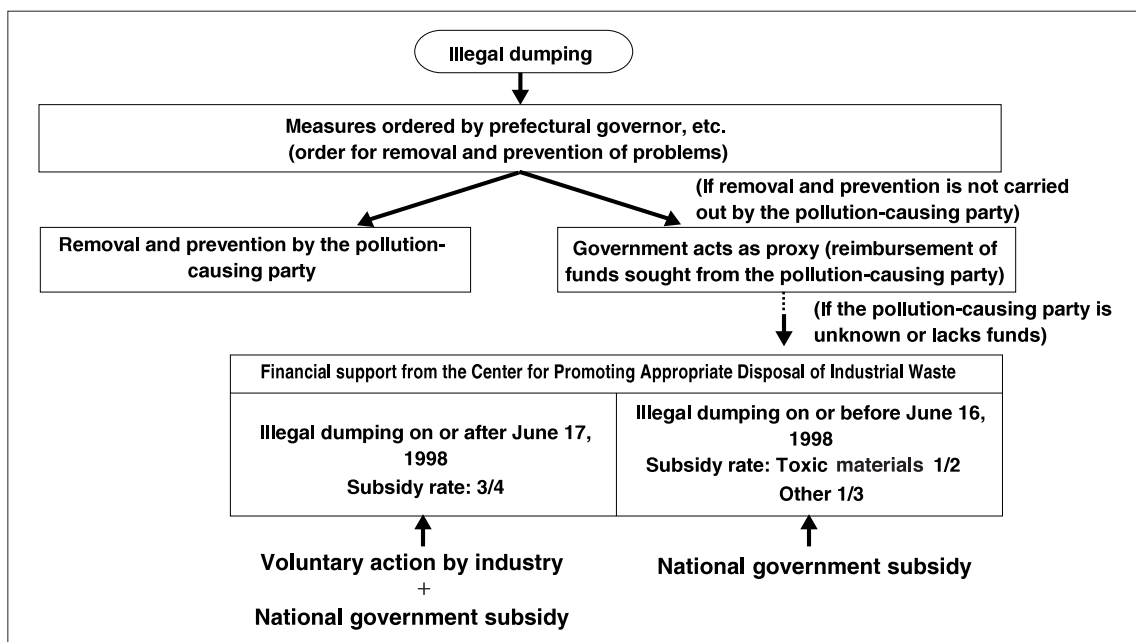 Illegal dumping
Measures ordered by prefectural governor, etc.
(order for removal and prevention of problems)
(If removal and prevention is not carried
out by the pollution-causing party)
Removal and prevention by the pollution-
causing party
Government acts as proxy (reimbursement of
funds sought from the pollution-causing party)
(If the pollution-causing party is
unknown or lacks funds)
Financial support from the Center for Promoting Appropriate Disposal of Industrial Waste
Illegal dumping on or after June 17,
1998
Subsidy rate: 3/4
Illegal dumping on or before June 16,
1998
Subsidy rate: Toxic materials 1/2
Other 1/3
Voluntary action by industry
+
National government subsidy
National government subsidy